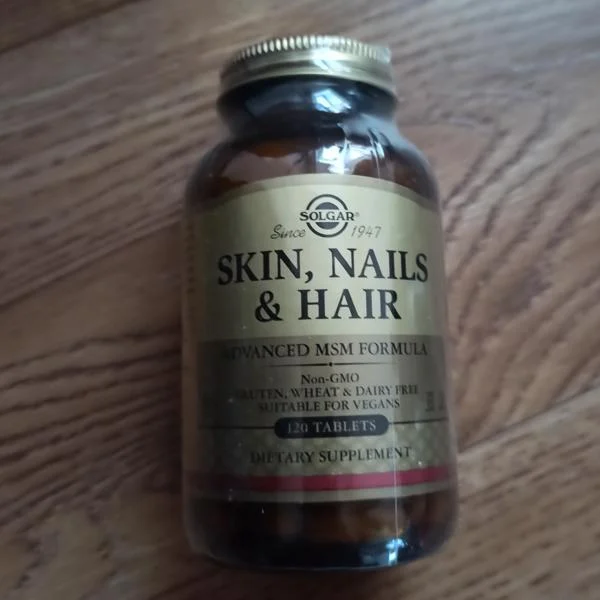 SOLGAR®
Since 1947
SKIN, NAILS
& HAIR
ADVANCED MSM FORMULA
Non-GMO
GLUTEN, WHEAT & DAIRY FREE
SUITABLE FOR VEGANS
120 TABLETS
DIETARY SUPPLEMENT